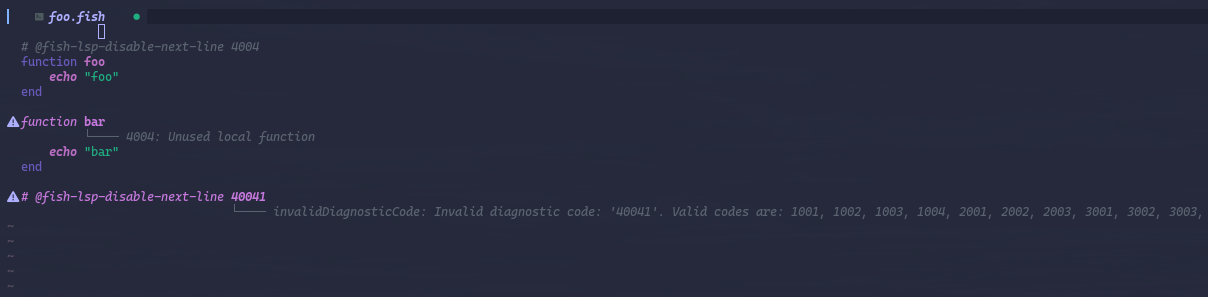 foo.fish
# @fish-lsp-disable-next-line 4004
function foo
    echo "foo"
end
function bar
└──── 4004: Unused local function
    echo "bar"
end
# @fish-lsp-disable-next-line 40041
└──── invalidDiagnosticCode: Invalid diagnostic code: '40041'. Valid codes are: 1001, 1002, 1003, 1004, 2001, 2002, 2003, 3001, 3002, 3003,
~
~
~
~
~